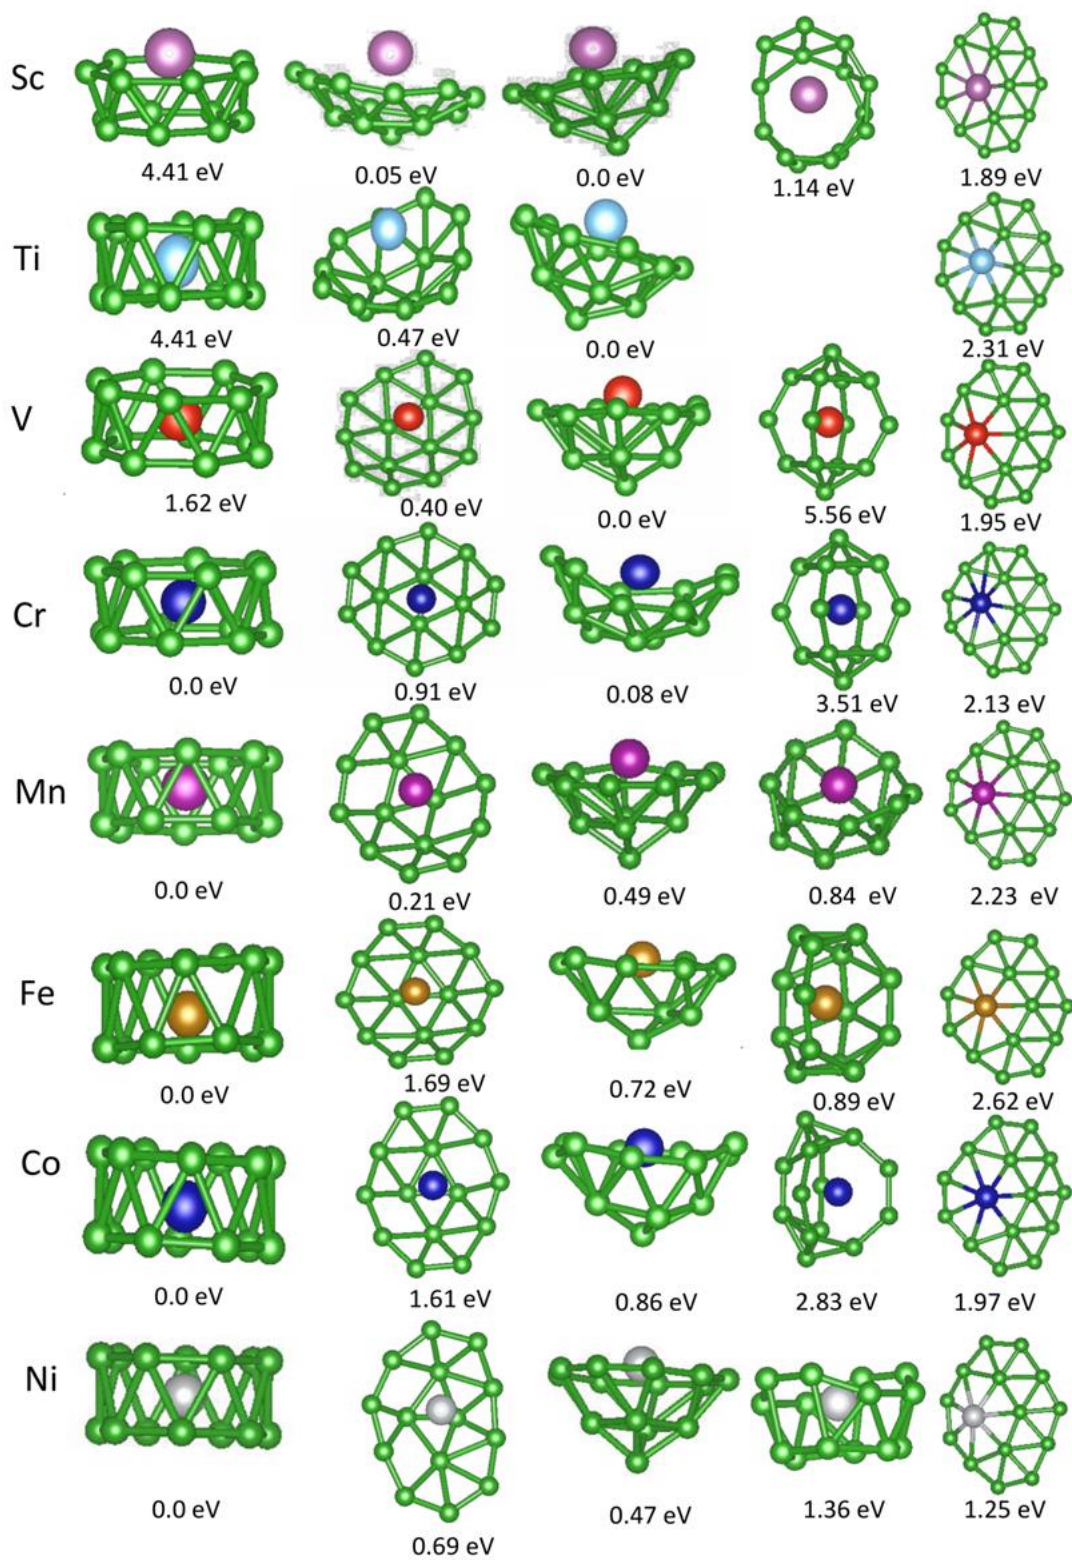 Sc
4.41 eV 0.05 eV 0.0 eV 1.14 eV 1.89 eV
Ti
4.41 eV 0.47 eV 0.0 eV 2.31 eV
V
1.62 eV 0.40 eV 0.0 eV 5.56 eV 1.95 eV
Cr
0.0 eV 0.91 eV 0.08 eV 3.51 eV 2.13 eV
Mn
0.0 eV 0.21 eV 0.49 eV 0.84 eV 2.23 eV
Fe
0.0 eV 1.69 eV 0.72 eV 0.89 eV 2.62 eV
Co
0.0 eV 1.61 eV 0.86 eV 2.83 eV 1.97 eV
Ni
0.0 eV 0.69 eV 0.47 eV 1.36 eV 1.25 eV